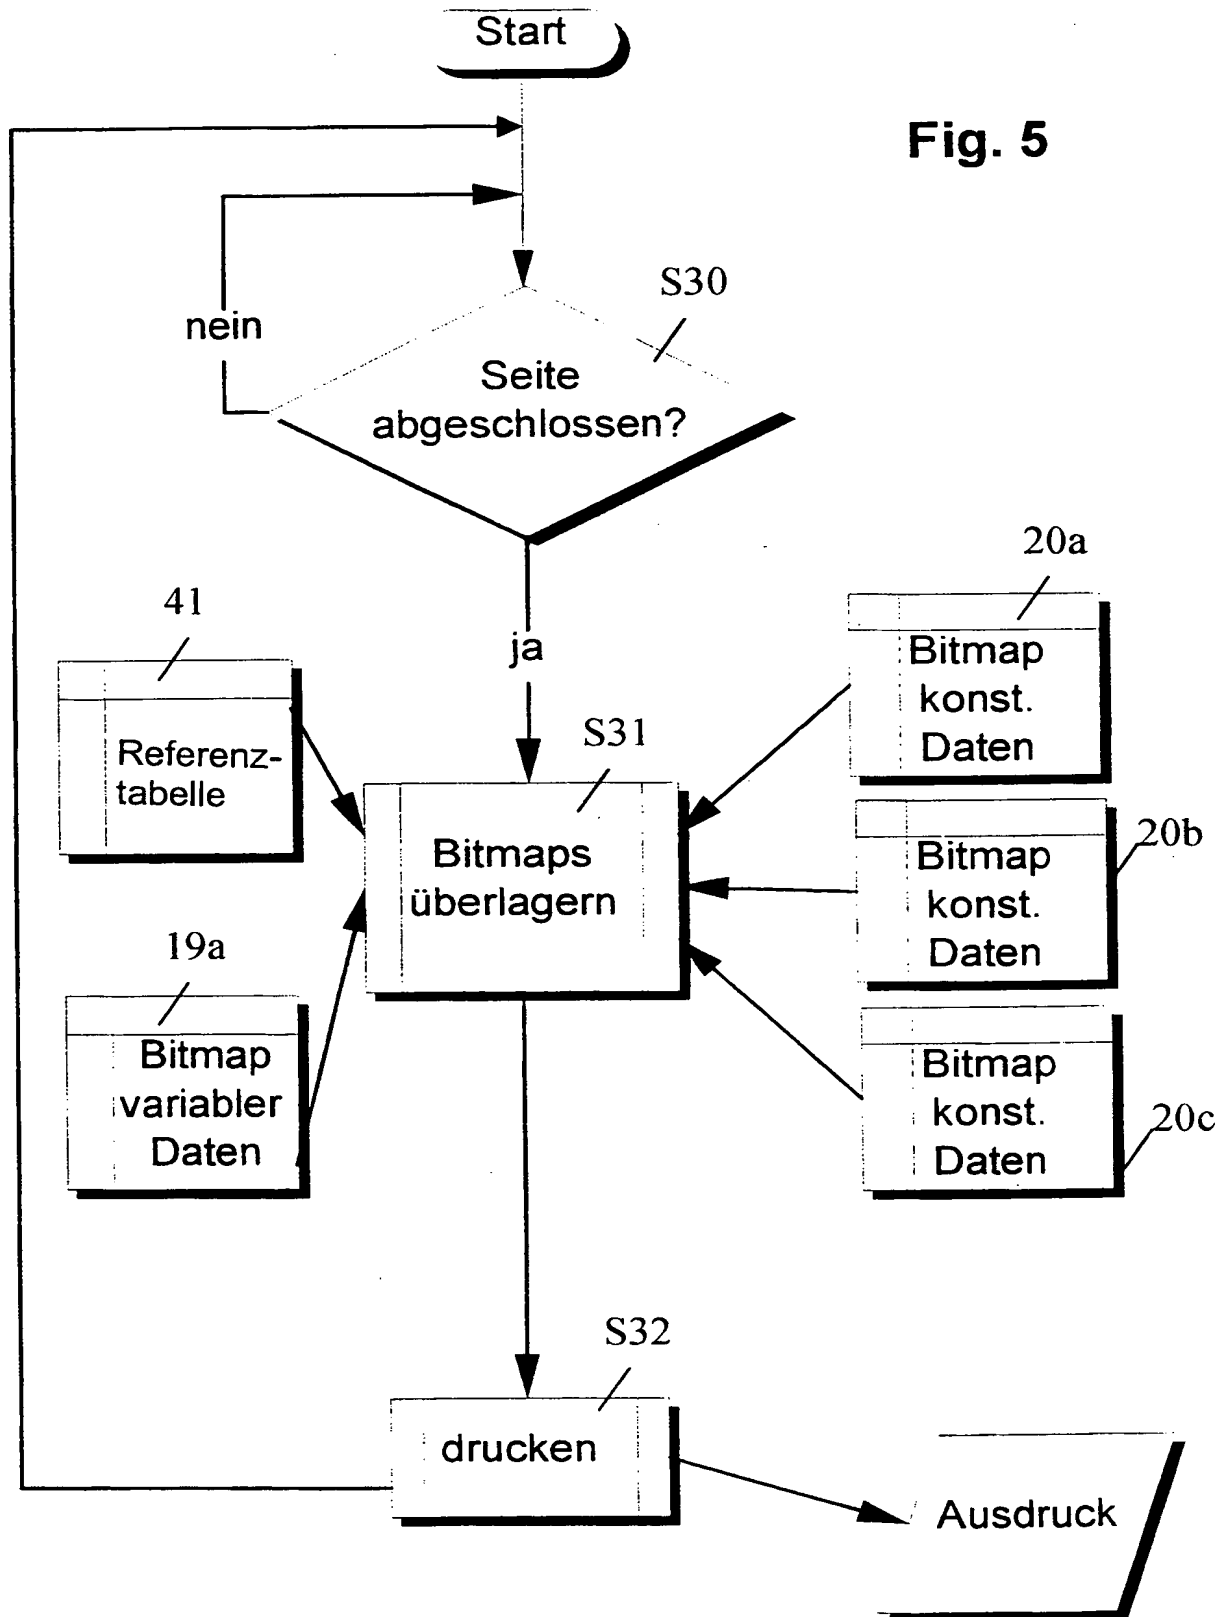 Start
Fig. 5
S30
nein
Seite
abgeschlossen?
20a
41
ja
Bitmap
konst.
Daten
S31
Referenz-
tabelle
Bitmaps
überlagern
20b
Bitmap
konst.
Daten
19a
Bitmap
variabler
Daten
Bitmap
konst.
Daten
20c
S32
drucken
Ausdruck